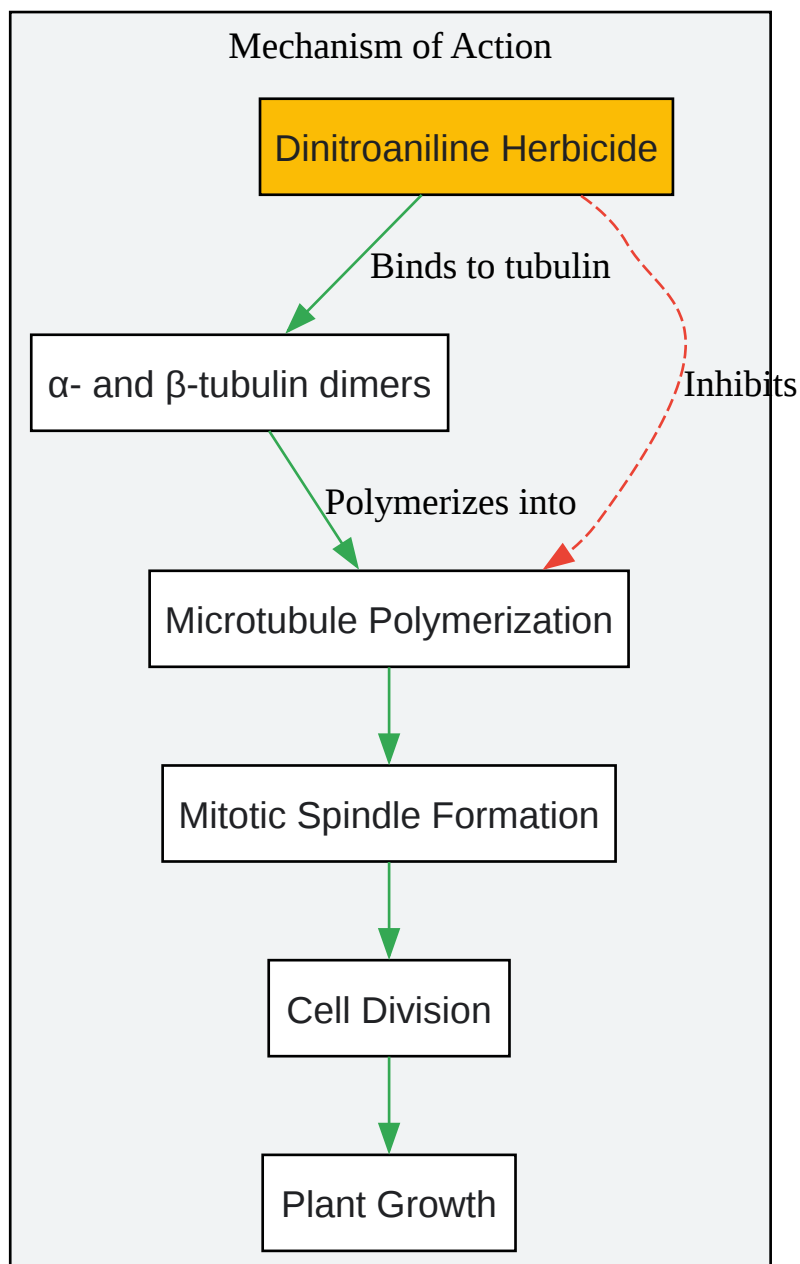 Mechanism of Action
Dinitroaniline Herbicide
Binds to tubulin
α- and β-tubulin dimers
Inhibits
Polymerizes into
Microtubule Polymerization
Mitotic Spindle Formation
Cell Division
Plant Growth